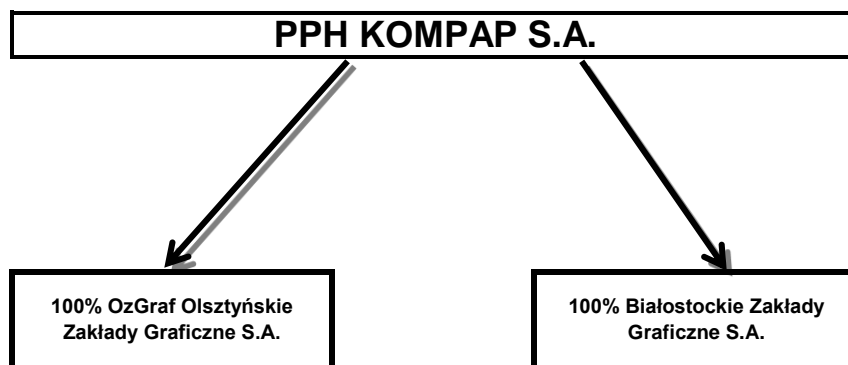 PPH KOMPAP S.A.
100% OzGraf Olsztyńskie
Zakłady Graficzne S.A.
100% Białostockie Zakłady
Graficzne S.A.